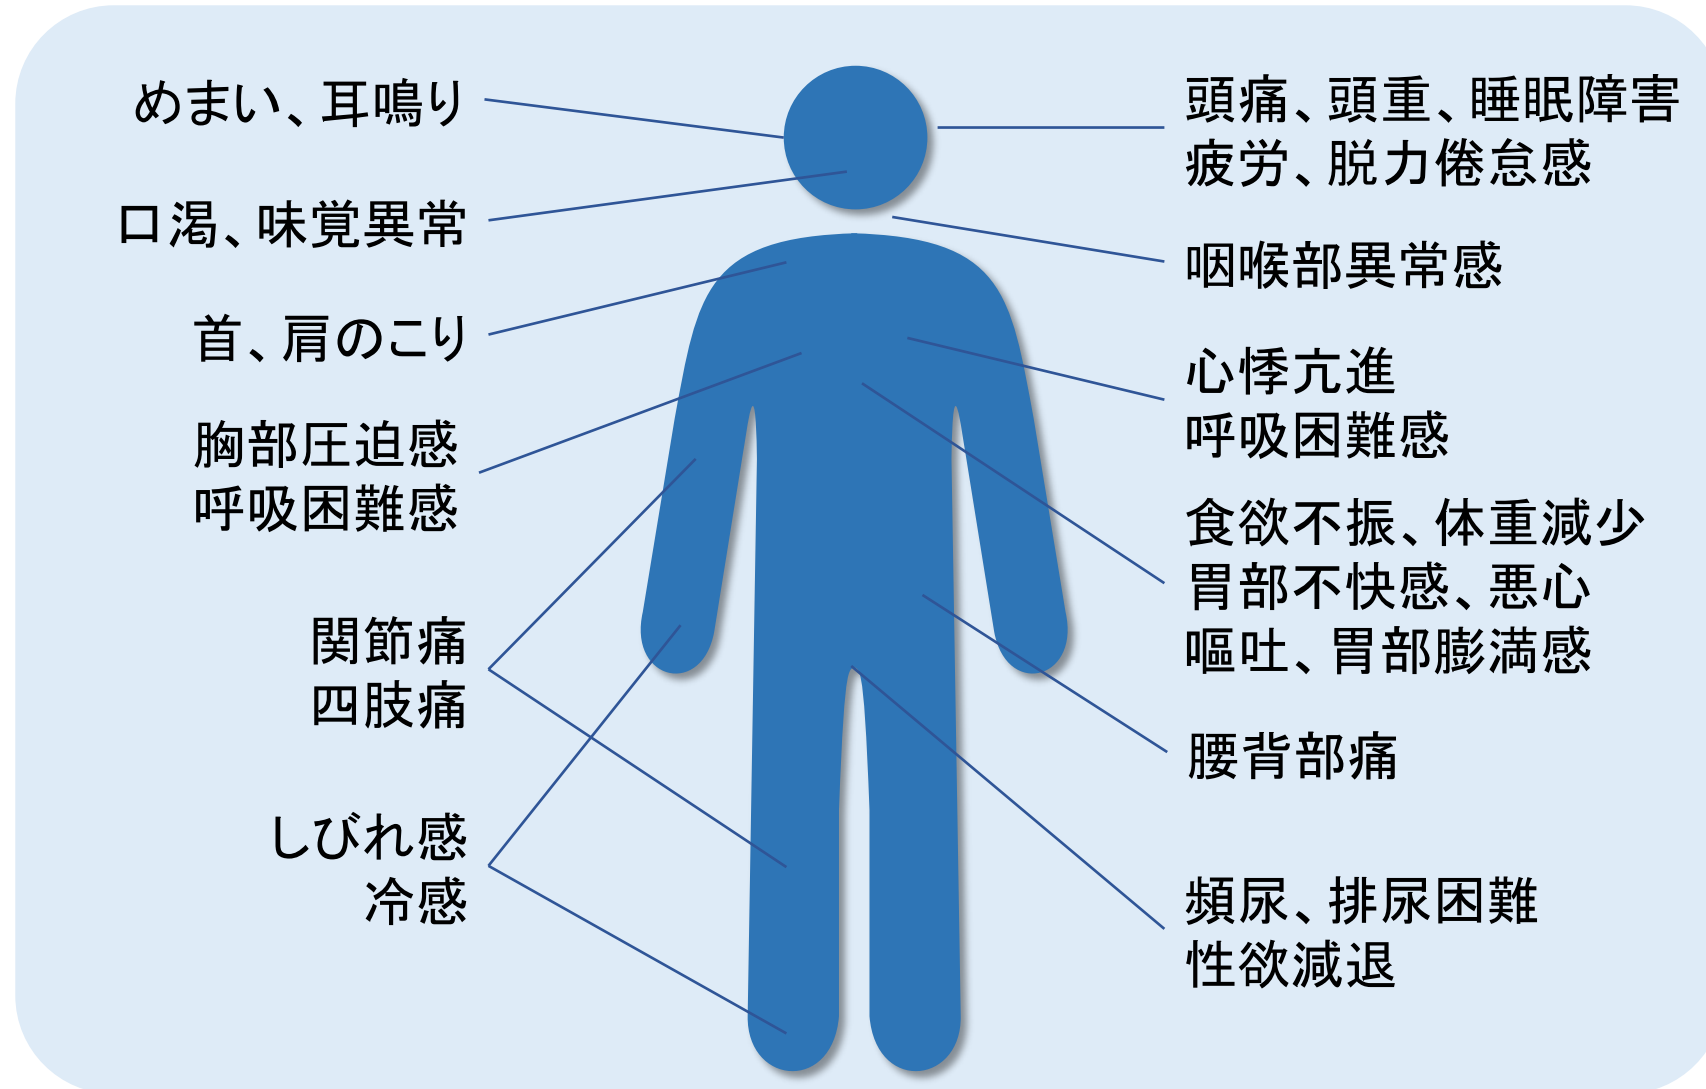 めまい、耳鳴り
口渇、味覚異常
首、肩のこり
胸部圧迫感
呼吸困難感
関節痛
四肢痛
しびれ感
冷感
頭痛、頭重、睡眠障害
疲労、脱力倦怠感
咽喉部異常感
心悸亢進
呼吸困難感
食欲不振、体重減少
胃部不快感、悪心
嘔吐、胃部膨満感
腰背部痛
頻尿、排尿困難
性欲減退